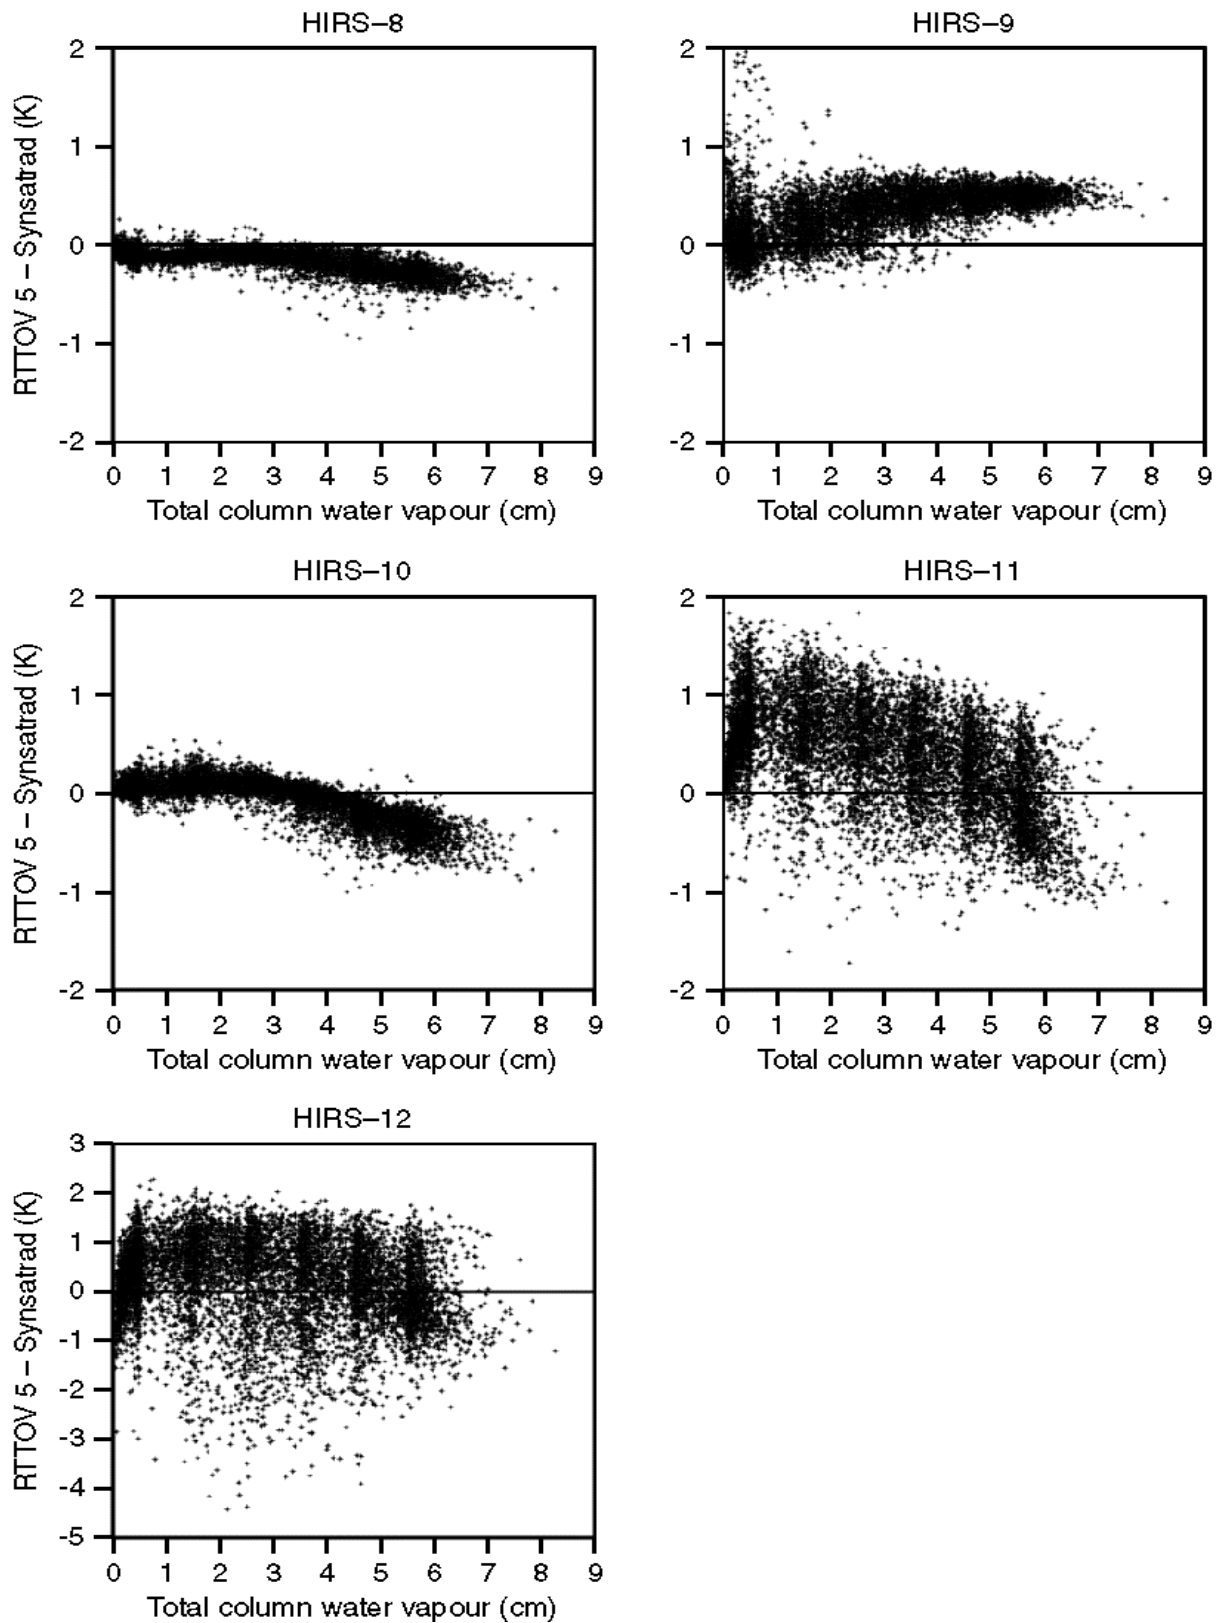 HIRS–8
RTTOV 5 – Synsatrad (K)
2
1
0
-1
-2
0 1 2 3 4 5 6 7 8 9
Total column water vapour (cm)
HIRS–9
2
1
0
-1
-2
0 1 2 3 4 5 6 7 8 9
Total column water vapour (cm)
HIRS–10
RTTOV 5 – Synsatrad (K)
2
1
0
-1
-2
0 1 2 3 4 5 6 7 8 9
Total column water vapour (cm)
HIRS–11
2
1
0
-1
-2
0 1 2 3 4 5 6 7 8 9
Total column water vapour (cm)
HIRS–12
RTTOV 5 – Synsatrad (K)
3
2
1
0
-1
-2
-3
-4
-5
0 1 2 3 4 5 6 7 8 9
Total column water vapour (cm)